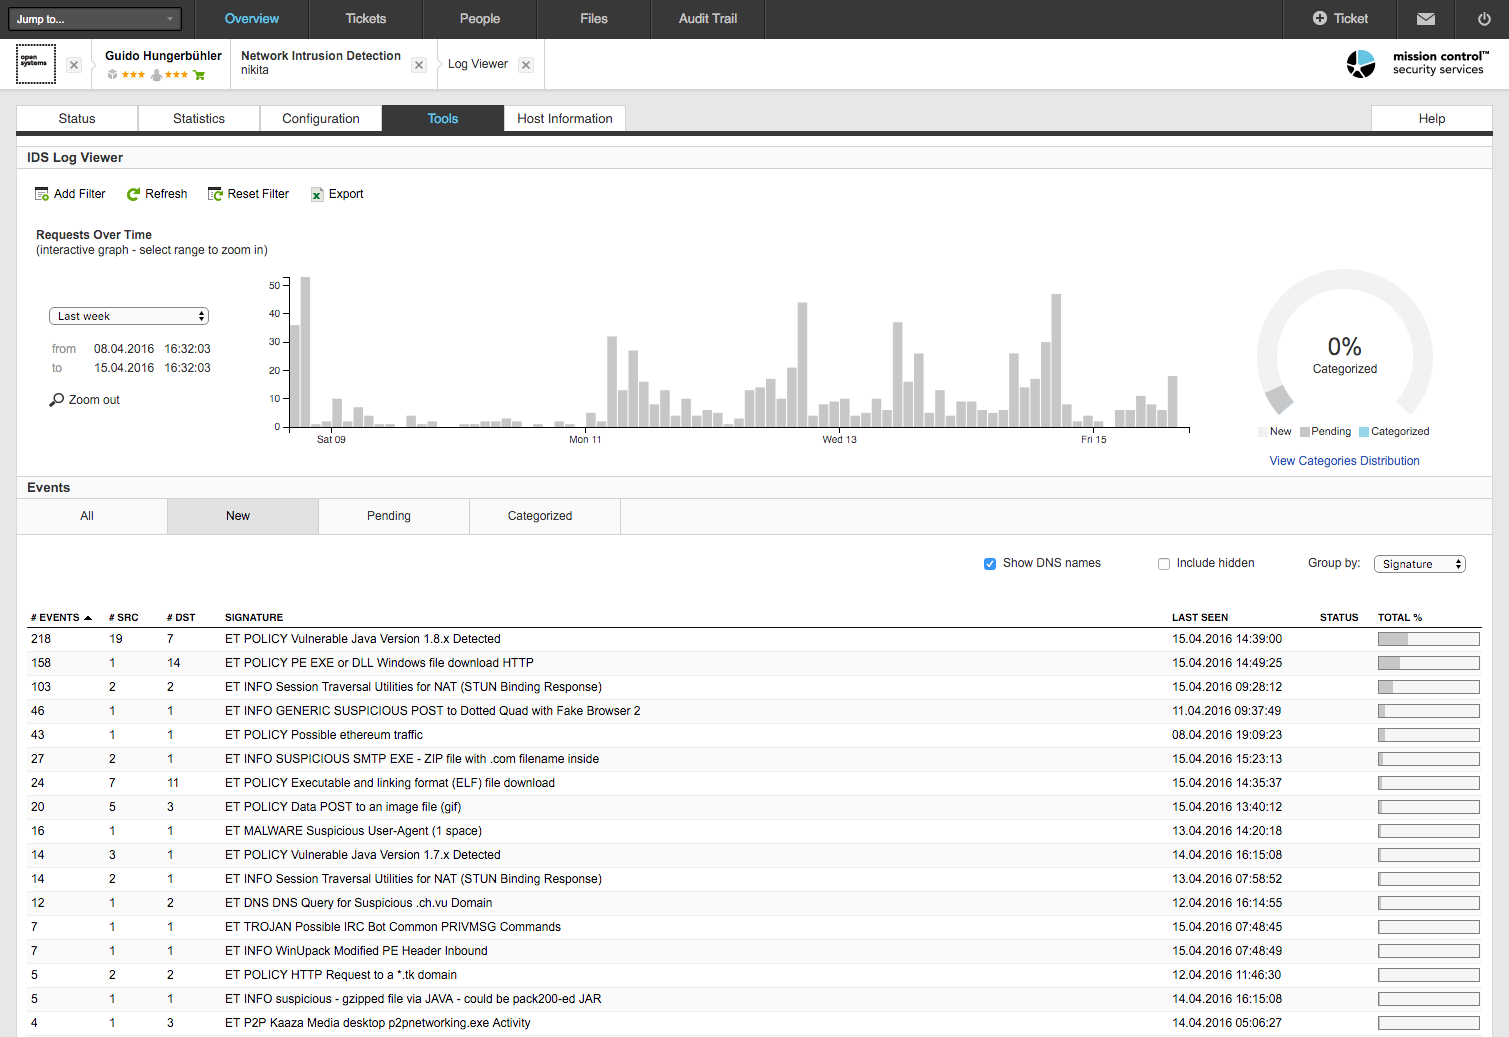 Jump to...
Overview
Tickets
People
Files
Audit Trail
Ticket
open systems
Guido Hungerbühler
Network Intrusion Detection
nikita
Log Viewer
mission control™
security services
Status
Statistics
Configuration
Tools
Host Information
Help
IDS Log Viewer
Add Filter
Refresh
Reset Filter
Export
Requests Over Time
(interactive graph - select range to zoom in)
Last week
from 08.04.2016 16:32:03
to 15.04.2016 16:32:03
Zoom out
50
40
30
20
10
0
Sat 09
Mon 11
Wed 13
Fri 15
0%
Categorized
New Pending Categorized
View Categories Distribution
Events
All
New
Pending
Categorized
Show DNS names
Include hidden
Group by: Signature
# EVENTS # SRC # DST SIGNATURE LAST SEEN STATUS TOTAL %
218 19 7 ET POLICY Vulnerable Java Version 1.8.x Detected 15.04.2016 14:39:00
158 1 14 ET POLICY PE EXE or DLL Windows file download HTTP 15.04.2016 14:49:25
103 2 2 ET INFO Session Traversal Utilities for NAT (STUN Binding Response) 15.04.2016 09:28:12
46 1 1 ET INFO GENERIC SUSPICIOUS POST to Dotted Quad with Fake Browser 2 11.04.2016 09:37:49
43 1 1 ET POLICY Possible ethereum traffic 08.04.2016 19:09:23
27 2 1 ET INFO SUSPICIOUS SMTP EXE - ZIP file with .com filename inside 15.04.2016 15:23:13
24 7 11 ET POLICY Executable and linking format (ELF) file download 15.04.2016 14:35:37
20 5 3 ET POLICY Data POST to an image file (gif) 15.04.2016 13:40:12
16 1 1 ET MALWARE Suspicious User-Agent (1 space) 13.04.2016 14:20:18
14 3 1 ET POLICY Vulnerable Java Version 1.7.x Detected 14.04.2016 16:15:08
14 2 1 ET INFO Session Traversal Utilities for NAT (STUN Binding Response) 13.04.2016 07:58:52
12 1 2 ET DNS DNS Query for Suspicious .ch.vu Domain 12.04.2016 16:14:55
7 1 1 ET TROJAN Possible IRC Bot Common PRIVMSG Commands 15.04.2016 07:48:45
7 1 1 ET INFO WinUpack Modified PE Header Inbound 15.04.2016 07:48:49
5 2 2 ET POLICY HTTP Request to a *.tk domain 12.04.2016 11:46:30
5 1 1 ET INFO suspicious - gzipped file via JAVA - could be pack200-ed JAR 14.04.2016 16:15:08
4 1 3 ET P2P Kaaza Media desktop p2pnetworking.exe Activity 14.04.2016 05:06:27